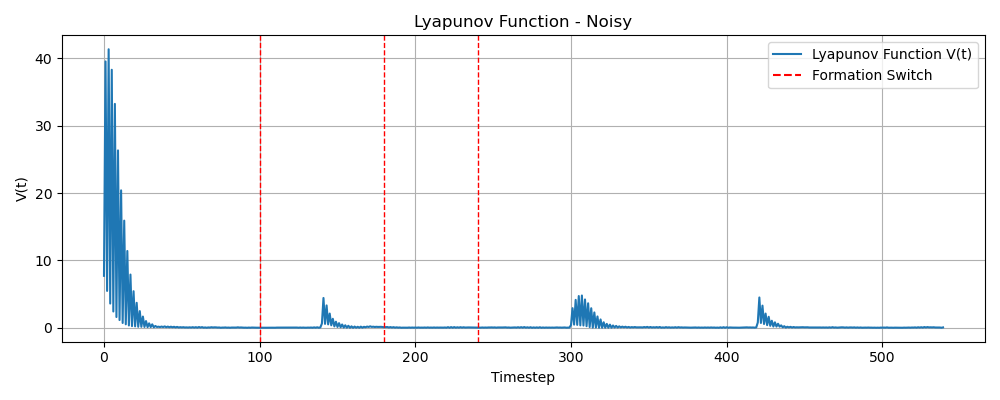 Lyapunov Function - Noisy
Lyapunov Function V(t)
Formation Switch
V(t)
40
30
20
10
0
0 100 200 300 400 500
Timestep